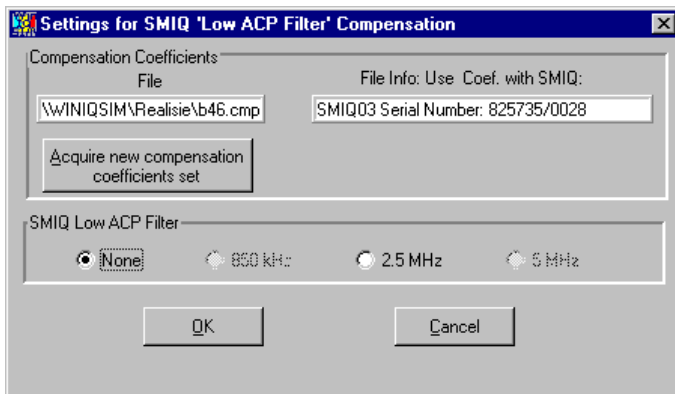 Settings for SMIQ 'Low ACP Filter' Compensation
Compensation Coefficients
File
File Info: Use Coef. with SMIQ:
\WINIQSIM\Realisie\b46.cmp
SMIQ03 Serial Number: 825735/0028
Acquire new compensation
coefficients set
SMIQ Low ACP Filter
None 850 kHz 2.5 MHz 5 MHz
OK Cancel